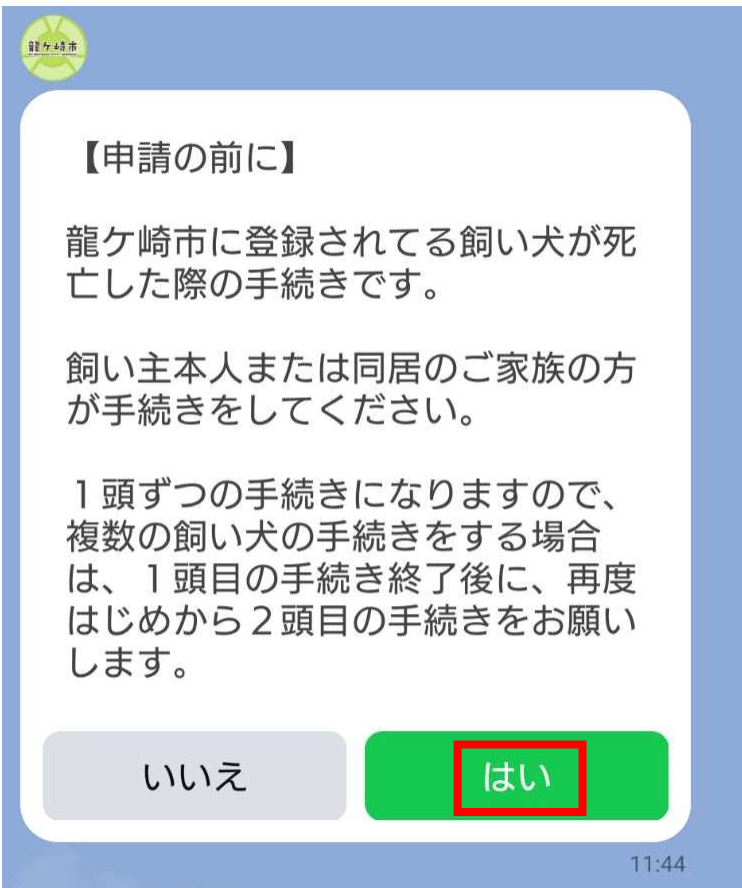 龍ケ崎市
【申請の前に】
龍ケ崎市に登録されてる飼い犬が死
亡した際の手続きです。
飼い主本人または同居のご家族の方
が手続きをしてください。
１頭ずつの手続きになりますので、
複数の飼い犬の手続きをする場合
は、１頭目の手続き終了後に、再度
はじめから２頭目の手続きをお願い
します。
いいえ
はい
11:44